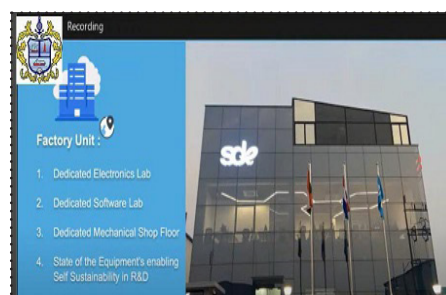 Recording
Factory Unit :
1. Dedicated Electronics Lab
2. Dedicated Software Lab
3. Dedicated Mechanical Shop Floor
4. State of the Equipment's enabling
Self Sustainability in R&D
sde